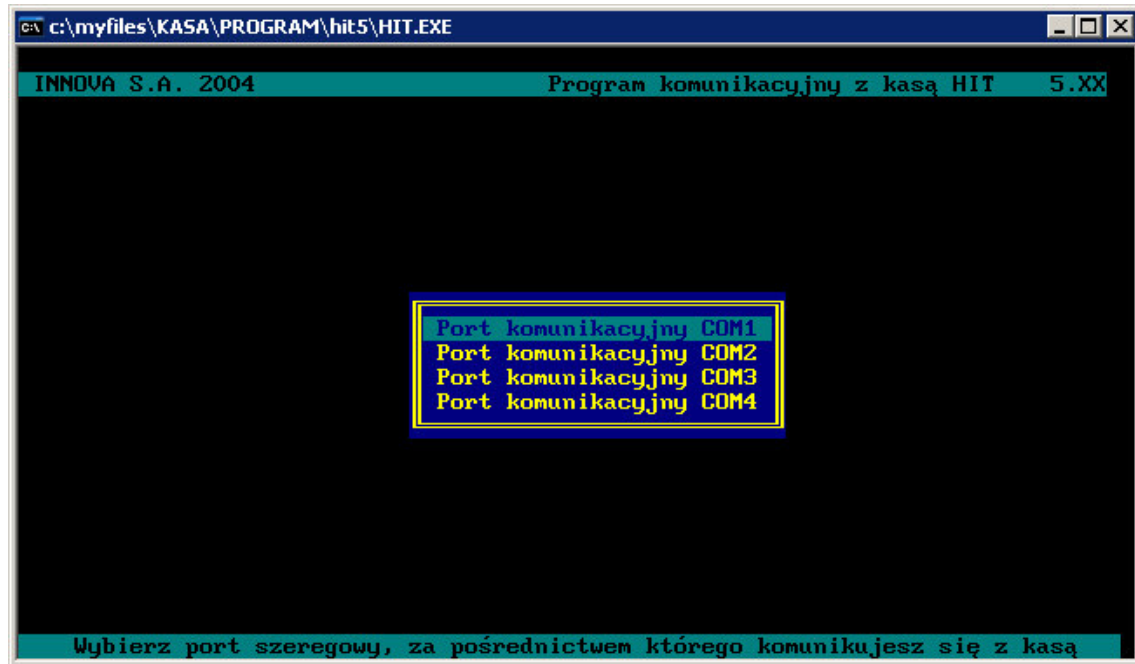 c:\myfiles\KASA\PROGRAM\hit5\HIT.EXE
INNOVA S.A. 2004 Program komunikacyjny z kasą HIT 5.XX
Port komunikacyjny COM1
Port komunikacyjny COM2
Port komunikacyjny COM3
Port komunikacyjny COM4
Wybierz port szeregowy, za pośrednictwem którego komunikujesz się z kasą